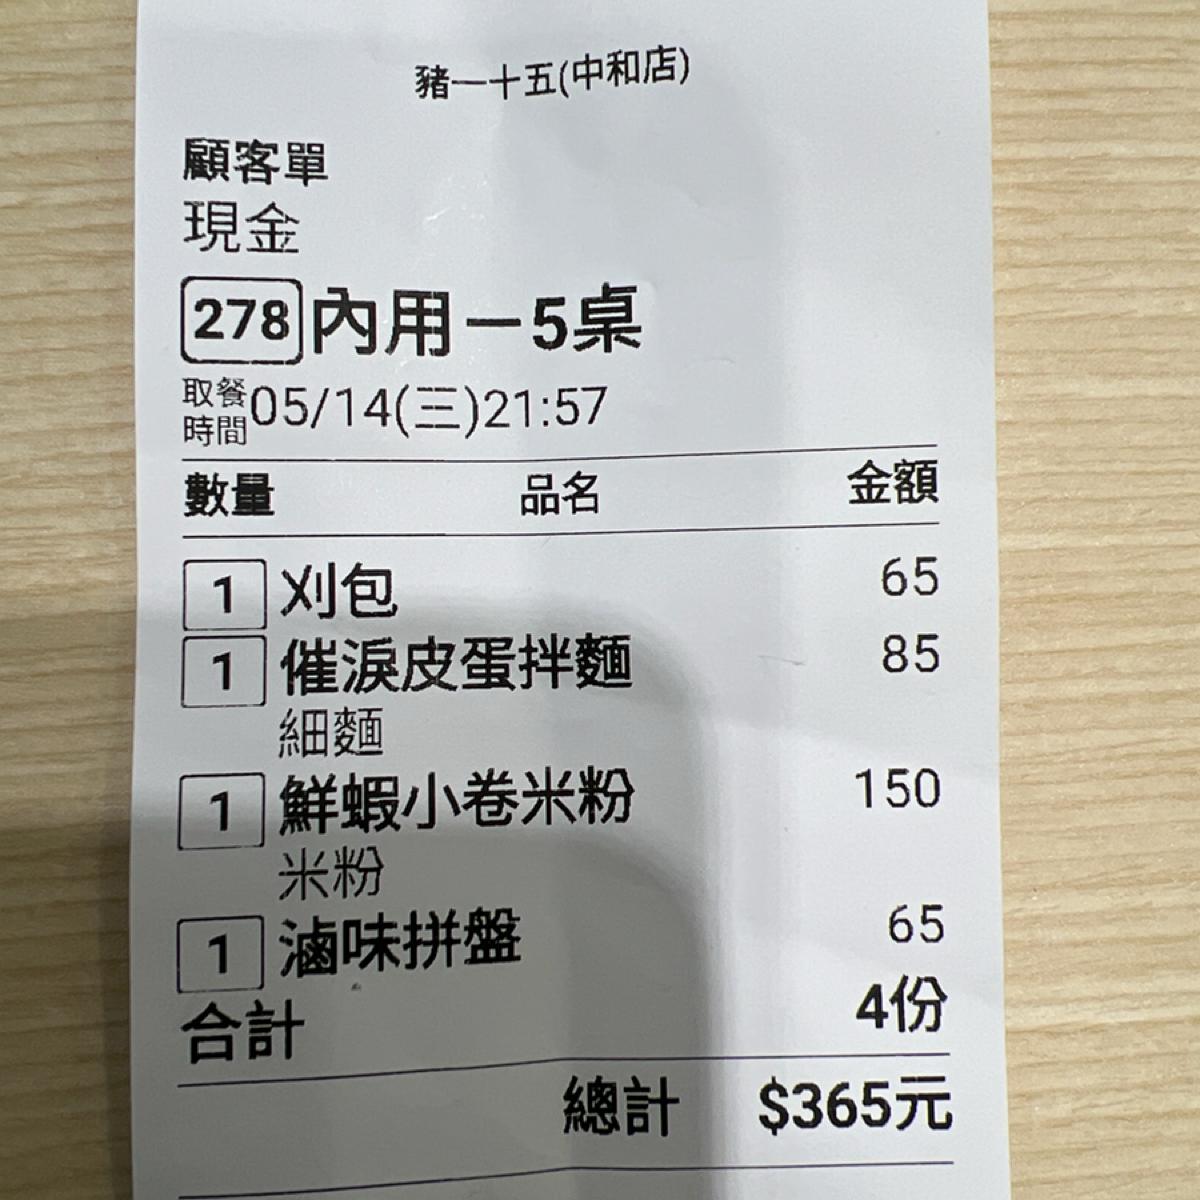 豬一十五(中和店)
顧客單
現金
278 內用－5桌
取餐時間 05/14(三)21:57
數量 品名 金額
1 刈包 65
1 催淚皮蛋拌麵 85
細麵
1 鮮蝦小卷米粉 150
米粉
1 滷味拼盤 65
合計 4份
總計 $365元